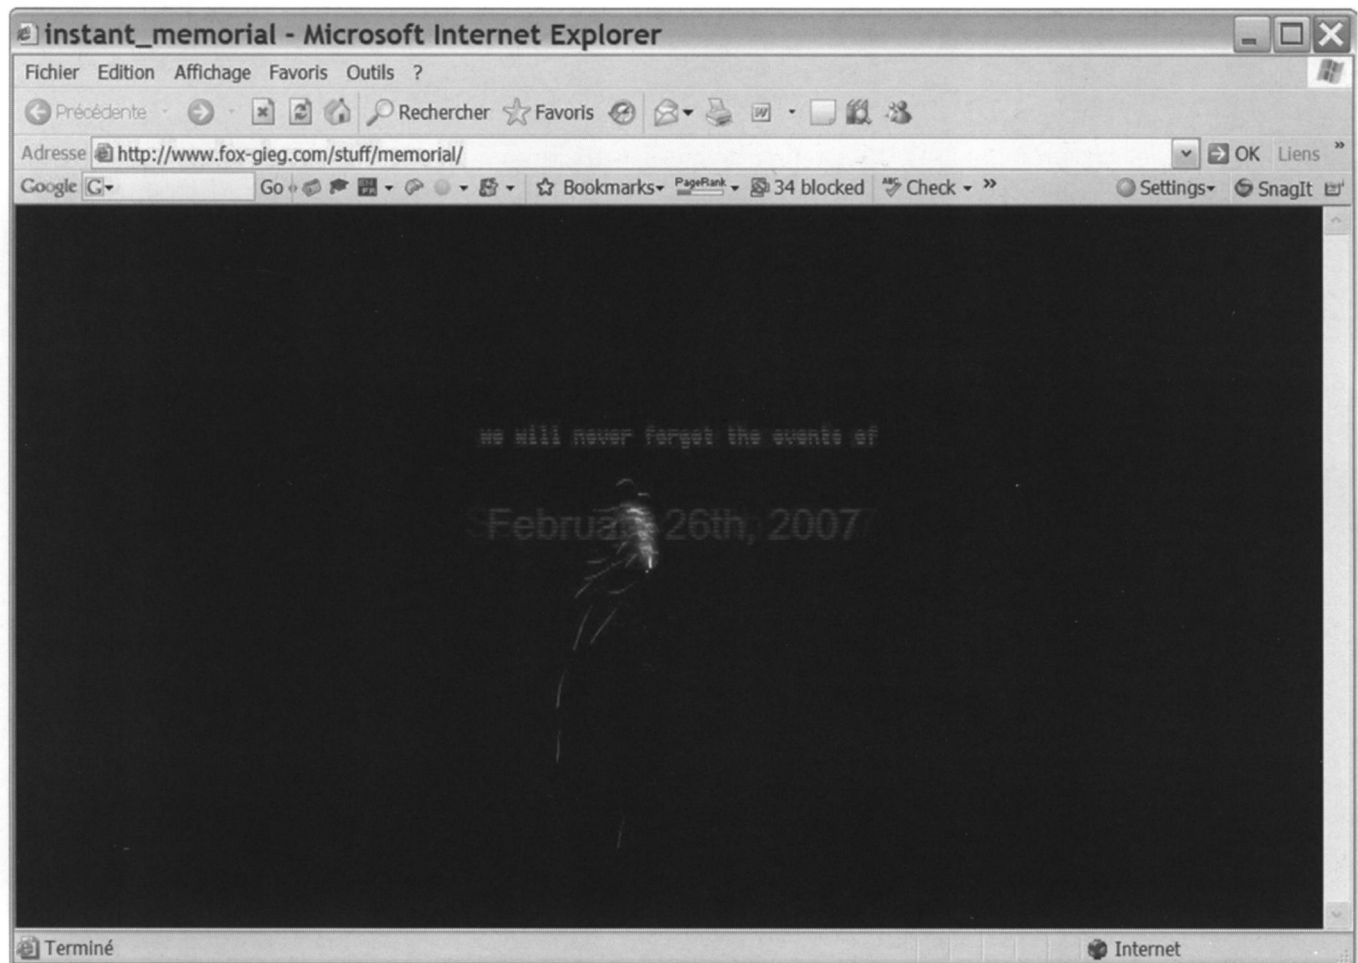 instant_memorial - Microsoft Internet Explorer
Fichier Edition Affichage Favoris Outils ?
Précédente Rechercher Favoris
Adresse http://www.fox-gieg.com/stuff/memorial/ OK Liens »
Google G Go Bookmarks PageRank 34 blocked ABC Check » Settings SnagIt
we will never forget the events of
February 26th, 2007
Terminé Internet